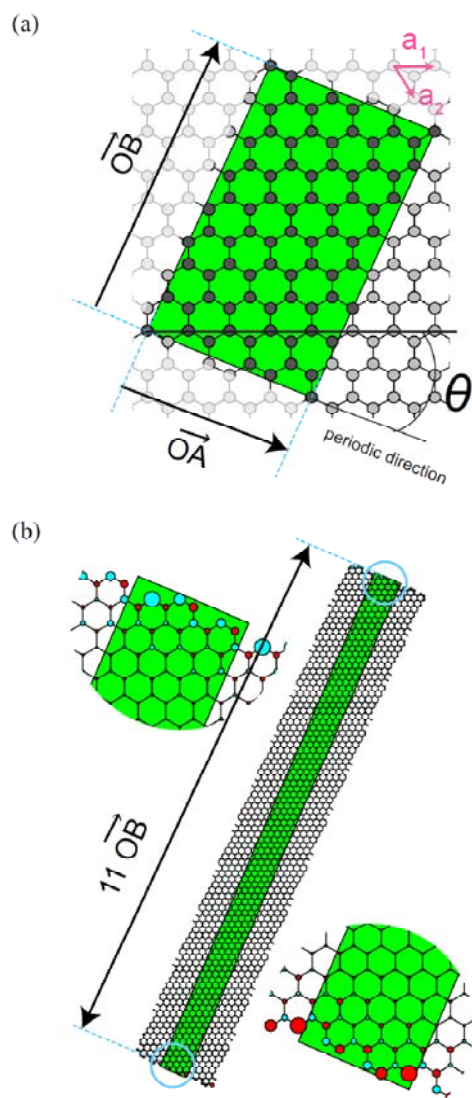 (a)
a1
a2
OB
θ
OA
periodic direction
(b)
11 OB